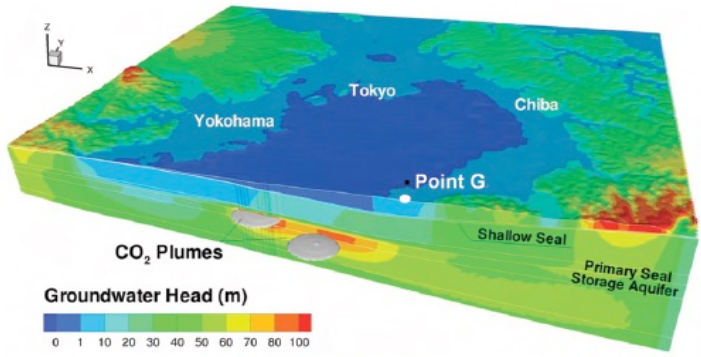 Z
Y
X
Tokyo
Chiba
Yokohama
Point G
Shallow Seal
CO₂ Plumes
Primary Seal
Storage Aquifer
Groundwater Head (m)
0 1 10 20 30 40 50 60 70 80 100